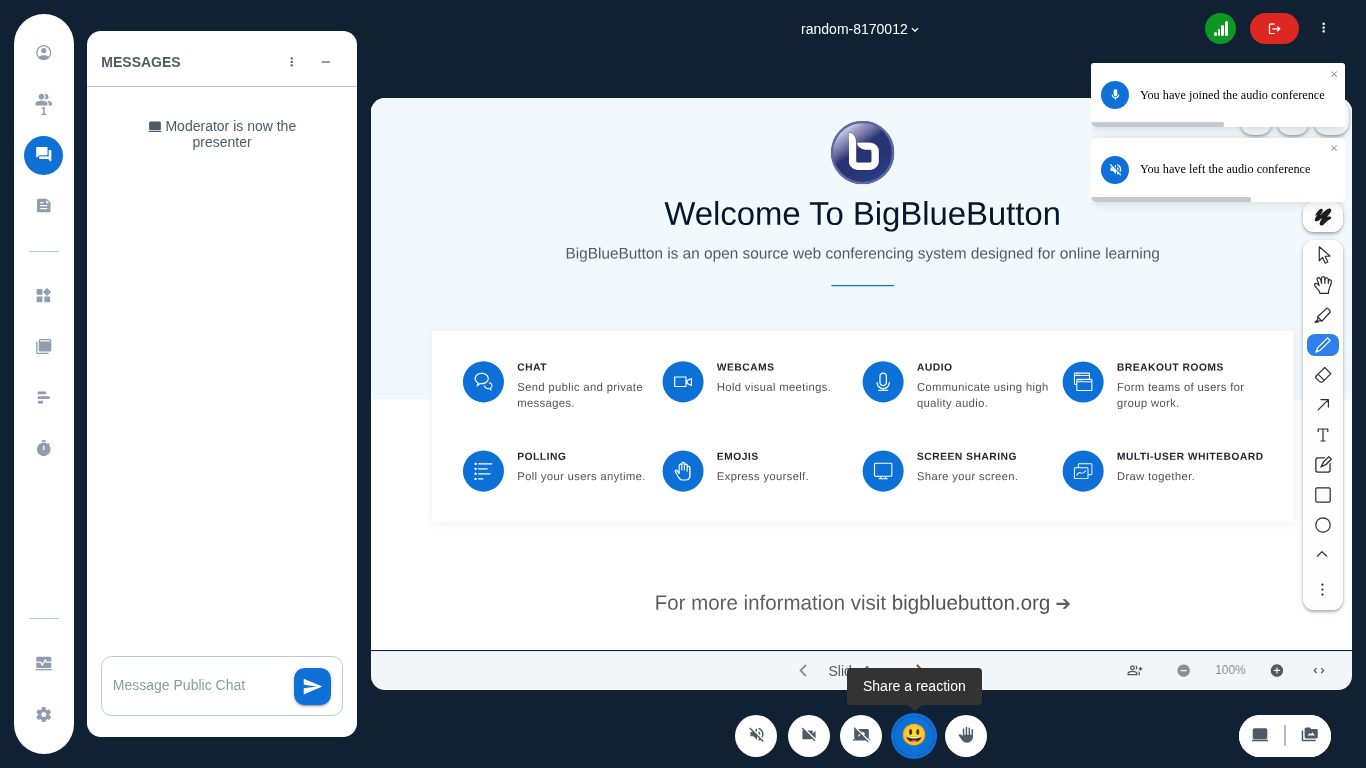 random-8170012
MESSAGES
1
Moderator is now the
presenter
You have joined the audio conference
You have left the audio conference
Welcome To BigBlueButton
BigBlueButton is an open source web conferencing system designed for online learning
CHAT
Send public and private
messages.
WEBCAMS
Hold visual meetings.
AUDIO
Communicate using high
quality audio.
BREAKOUT ROOMS
Form teams of users for
group work.
POLLING
Poll your users anytime.
EMOJIS
Express yourself.
SCREEN SHARING
Share your screen.
MULTI-USER WHITEBOARD
Draw together.
For more information visit bigbluebutton.org ➔
Message Public Chat
100%
Share a reaction